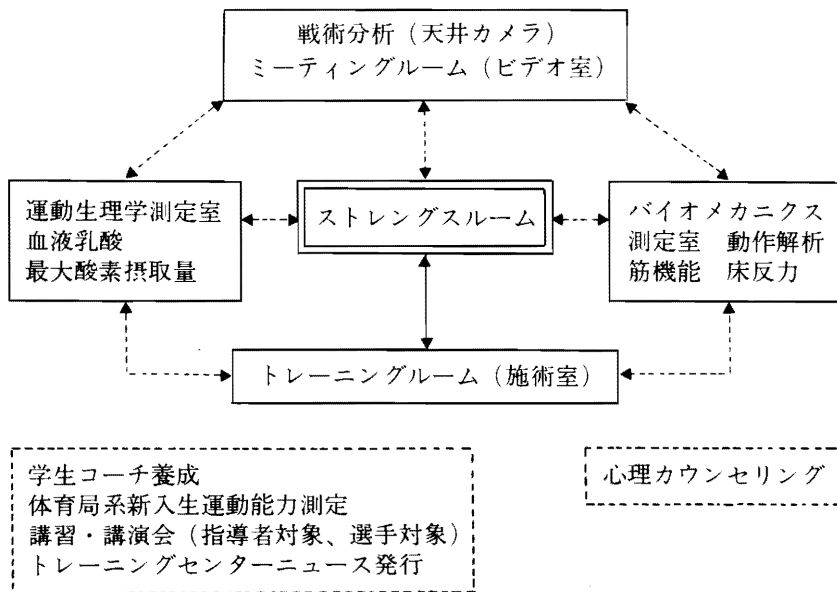 戦術分析（天井カメラ）
ミーティングルーム（ビデオ室）
運動生理学測定室
血液乳酸
最大酸素摂取量
ストレングスルーム
バイオメカニクス
測定室　動作解析
筋機能　床反力
トレーニングルーム（施術室）
学生コーチ養成
体育局系新入生運動能力測定
講習・講演会（指導者対象、選手対象）
トレーニングセンターニュース発行
心理カウンセリング